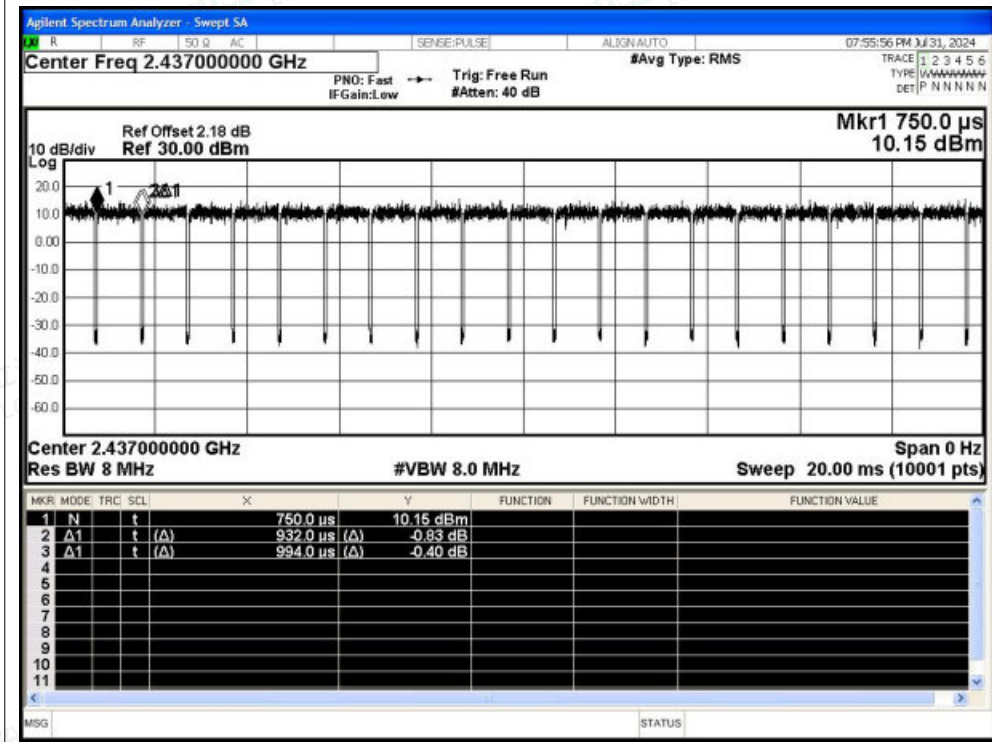 Agilent Spectrum Analyzer - Swept SA
R RF 50 Ω AC SENSE:PULSE ALIGNAUTO 07:55:56 PM Jul 31, 2024
Center Freq 2.437000000 GHz #Avg Type: RMS TRACE 1 2 3 4 5 6
PNO: Fast Trig: Free Run TYPE
IFGain:Low #Atten: 40 dB DET P N N N N N
Mkr1 750.0 µs
Ref Offset 2.18 dB
10 dB/div Ref 30.00 dBm 10.15 dBm
Log
20.0
1
10.0
0.00
-10.0
-20.0
-30.0
-40.0
-50.0
-60.0
Center 2.437000000 GHz Span 0 Hz
Res BW 8 MHz #VBW 8.0 MHz Sweep 20.00 ms (10001 pts)
MKR MODE TRC SCL X Y FUNCTION FUNCTION WIDTH FUNCTION VALUE
1 N t 750.0 µs 10.15 dBm
2 Δ1 t (Δ) 932.0 µs (Δ) -0.83 dB
3 Δ1 t (Δ) 994.0 µs (Δ) -0.40 dB
4
5
6
7
8
9
10
11
MSG STATUS